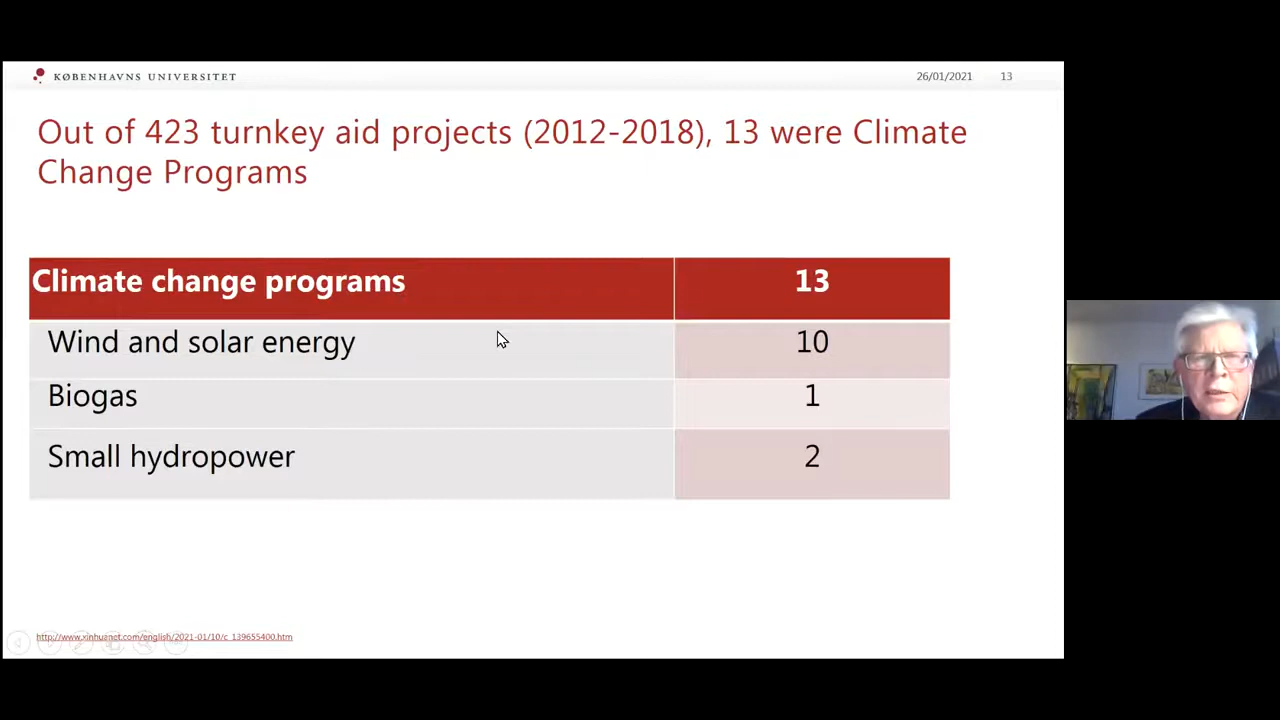 KØBENHAVNS UNIVERSITET
26/01/2021 13
Out of 423 turnkey aid projects (2012-2018), 13 were Climate
Change Programs
Climate change programs 13
Wind and solar energy 10
Biogas 1
Small hydropower 2
http://www.xinhuanet.com/english/2021-01/10/c_139655400.htm